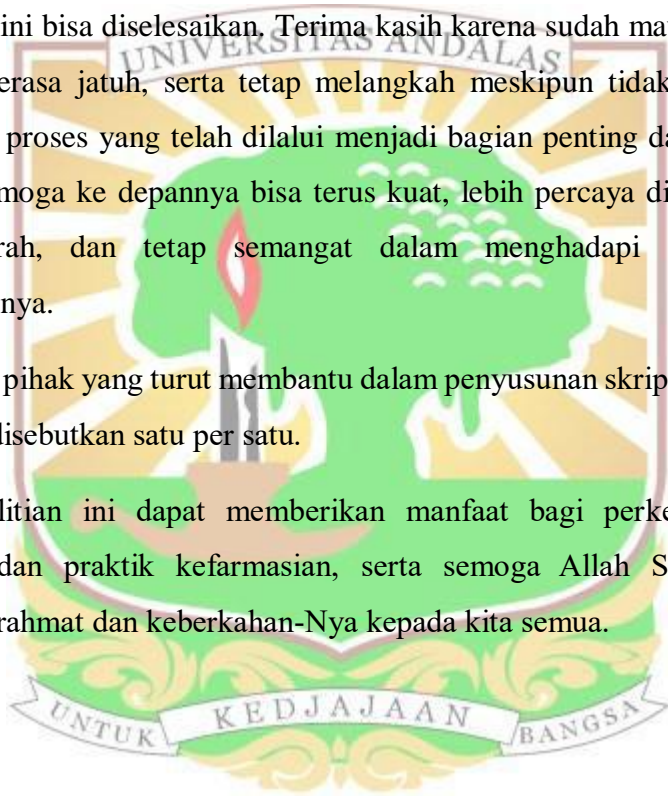 ini bisa diselesaikan. Terima kasih karena sudah ma
UNIVERSITAS ANDALAS
erasa jatuh, serta tetap melangkah meskipun tidak
proses yang telah dilalui menjadi bagian penting da
moga ke depannya bisa terus kuat, lebih percaya di
rah, dan tetap semangat dalam menghadapi
nya.
pihak yang turut membantu dalam penyusunan skrip
disebutkan satu per satu.
litian ini dapat memberikan manfaat bagi perke
dan praktik kefarmasian, serta semoga Allah S
rahmat dan keberkahan-Nya kepada kita semua.
UNTUK KEDJAJAAN BANGSA